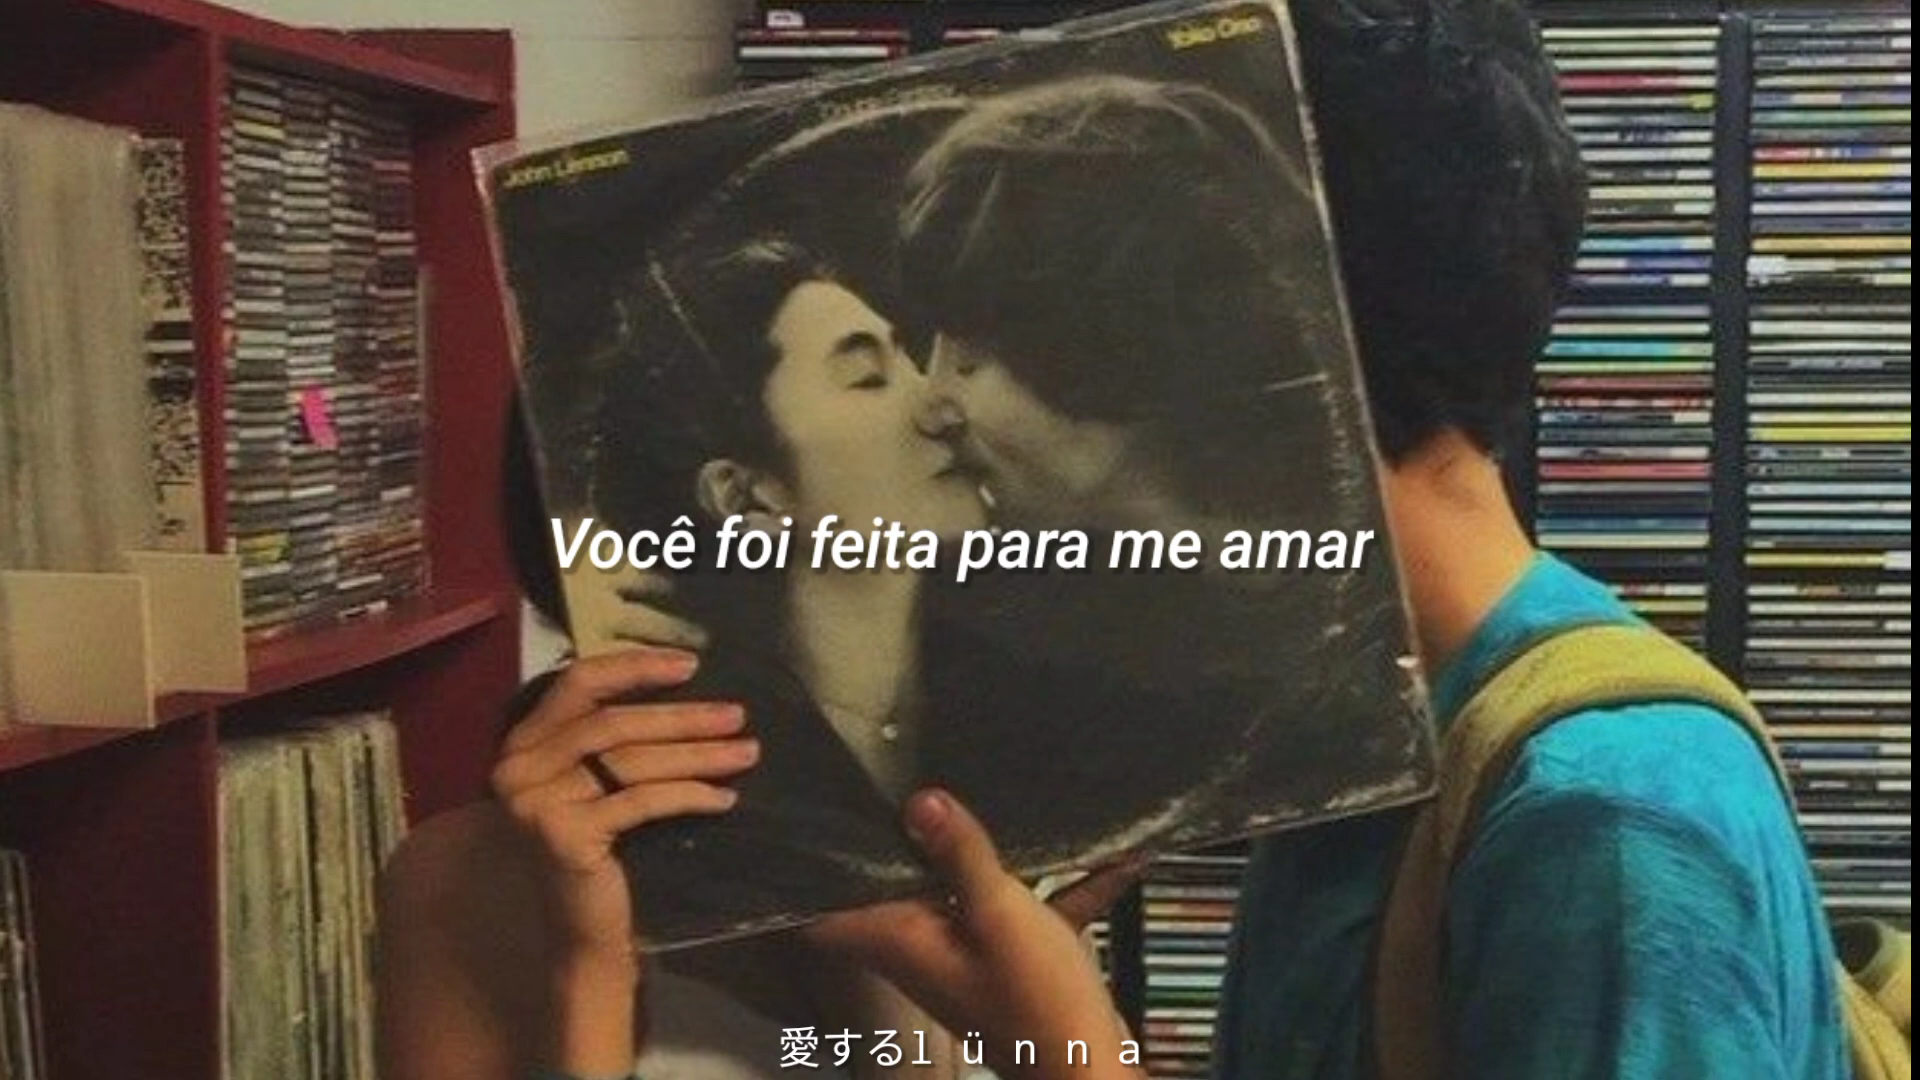 Yoko Ono
John Lennon
Você foi feita para me amar
愛するl ü n n a